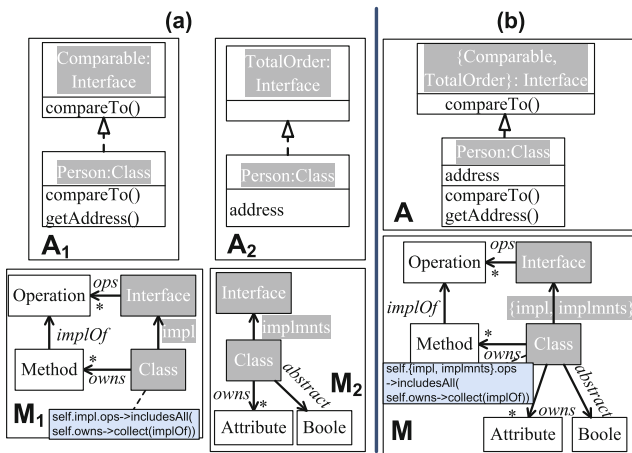 (a)
Comparable:
Interface
compareTo()
Person:Class
compareTo()
getAddress()
A1
TotalOrder:
Interface
Person:Class
address
A2
Operation
ops
*
Interface
implOf
impl
Method
*
owns
Class
M1
self.impl.ops->includesAll(
self.owns->collect(implOf))
Interface
implmnts
Class
owns
*
abstract
M2
Attribute
Boole
(b)
{Comparable,
TotalOrder}: Interface
compareTo()
Person:Class
address
compareTo()
getAddress()
A
Operation
ops
*
Interface
implOf
{impl, implmnts}
Method
*
owns
Class
self.{impl, implmnts}.ops
->includesAll(
self.owns->collect(implOf))
*
owns
abstract
M
Attribute
Boole